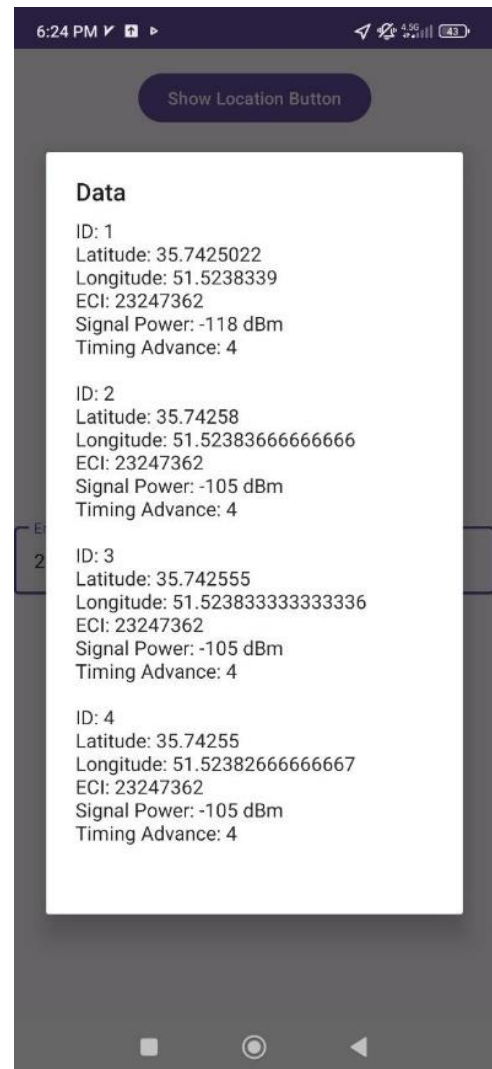 6:24 PM
4.5G
43
Show Location Button
Data
ID: 1
Latitude: 35.7425022
Longitude: 51.5238339
ECI: 23247362
Signal Power: -118 dBm
Timing Advance: 4
ID: 2
Latitude: 35.74258
Longitude: 51.52383666666666
ECI: 23247362
Signal Power: -105 dBm
Timing Advance: 4
ID: 3
Latitude: 35.742555
Longitude: 51.523833333333336
ECI: 23247362
Signal Power: -105 dBm
Timing Advance: 4
ID: 4
Latitude: 35.74255
Longitude: 51.52382666666667
ECI: 23247362
Signal Power: -105 dBm
Timing Advance: 4